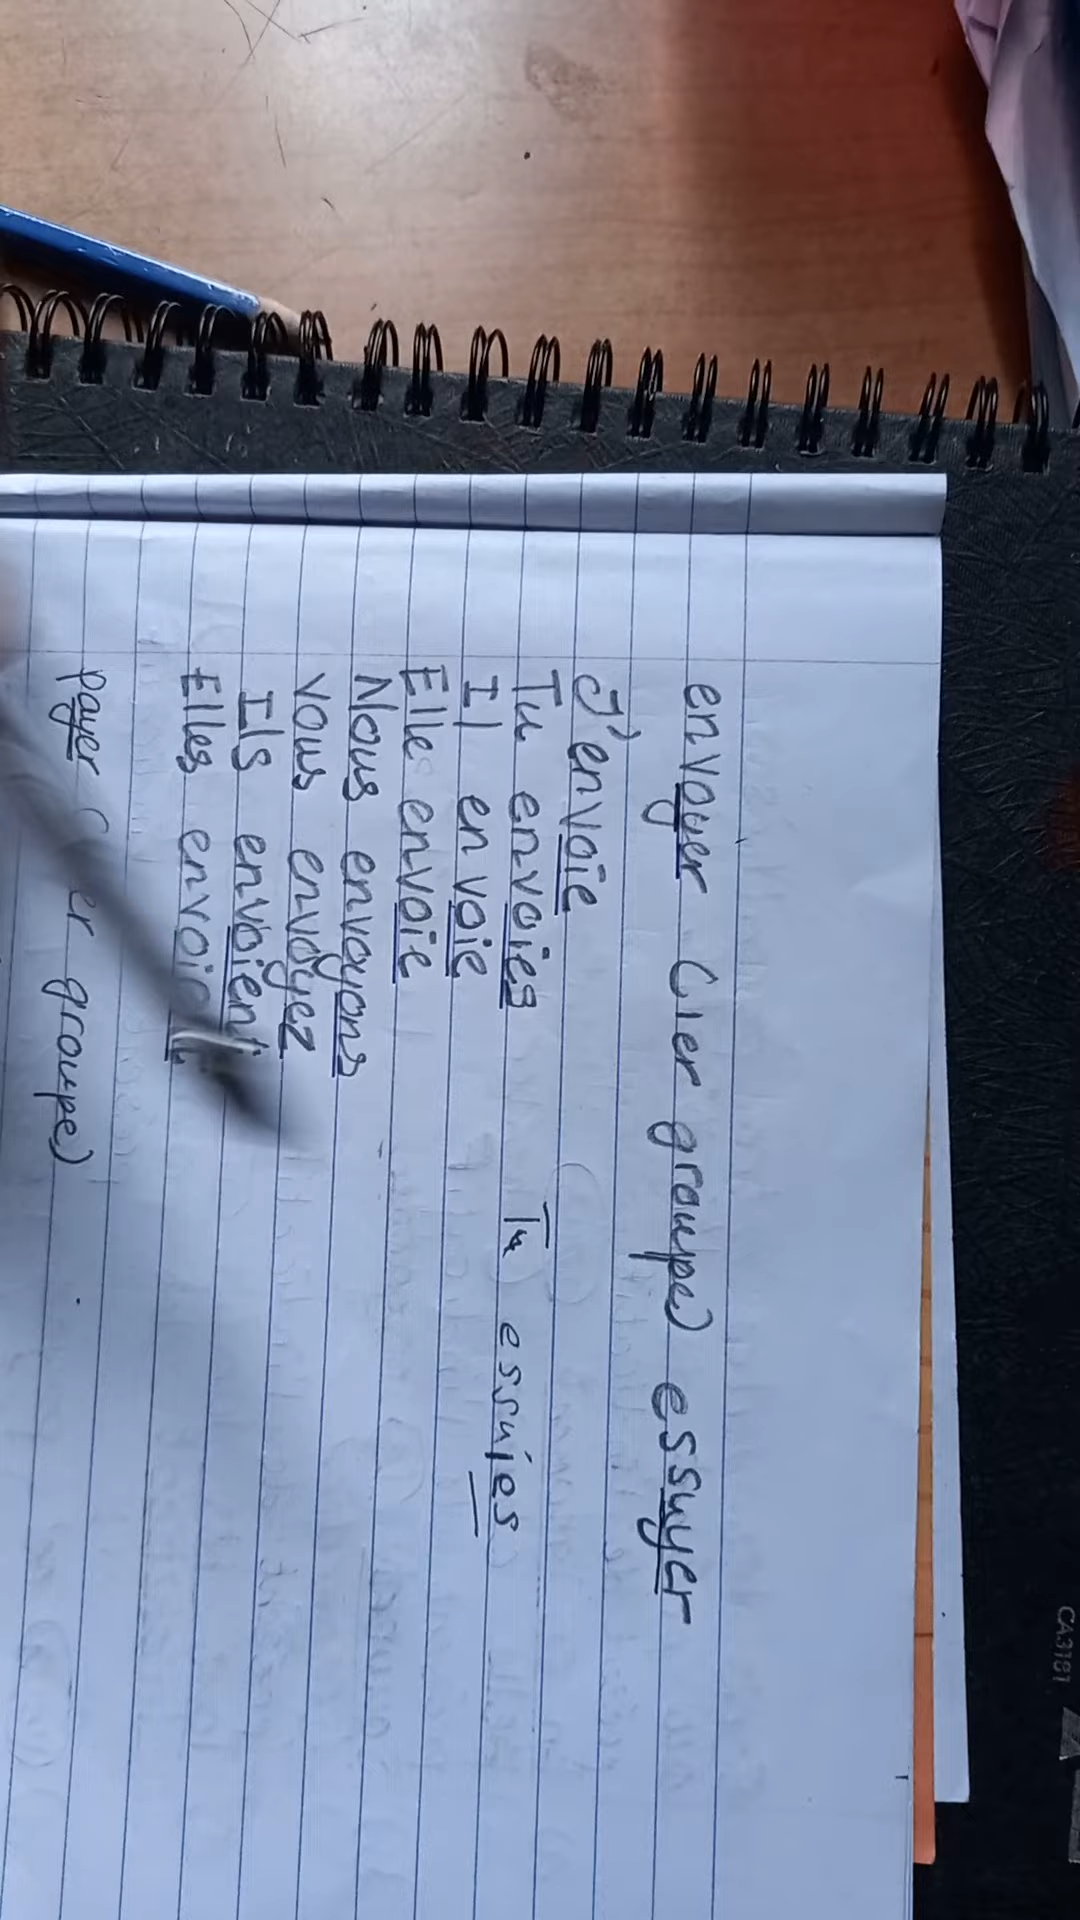 envoyer (1er groupe) essuyer
J'envoie
Tu envoies Tu essuies
Il envoie
Elle envoie
Nous envoyons
Vous envoyez
Ils envoient
Elles
payer groupe)
CA3181